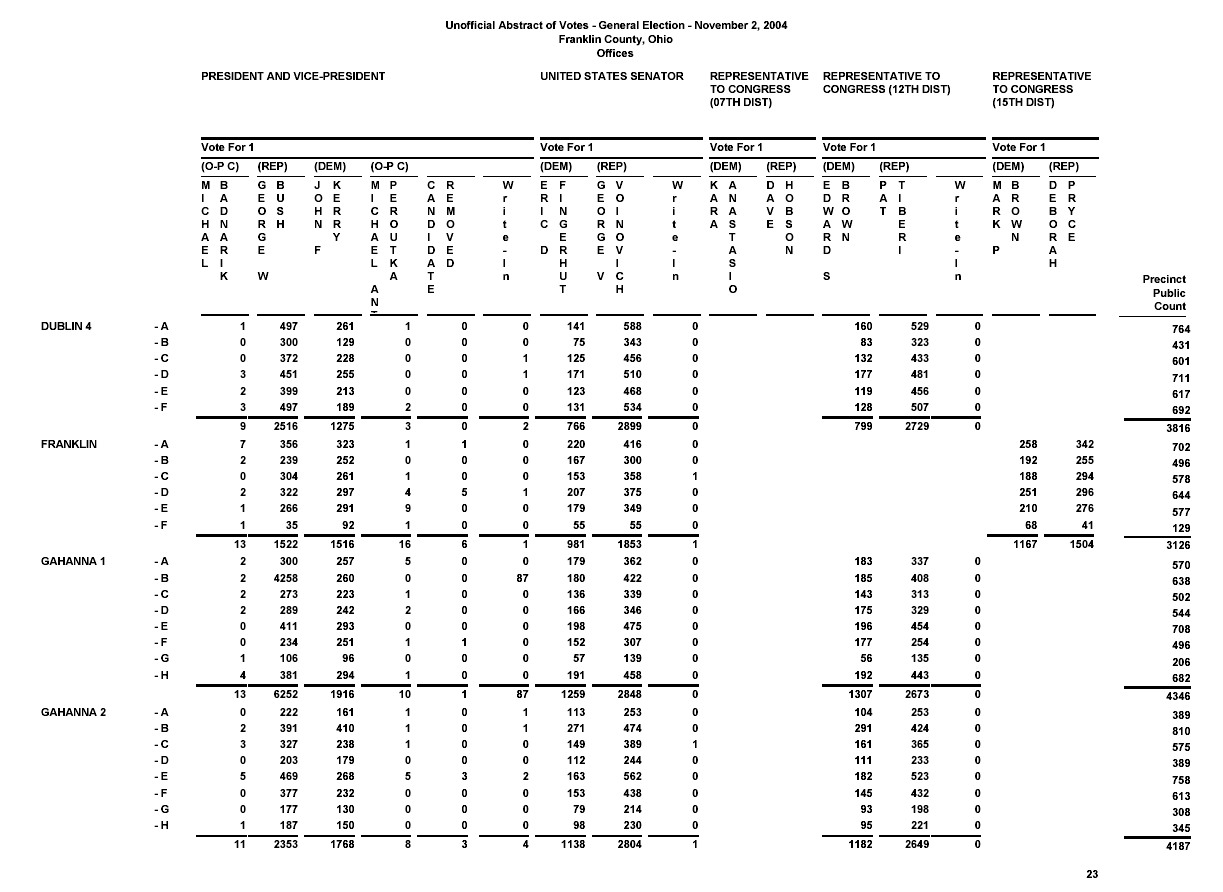 Unofficial Abstract of Votes - General Election - November 2, 2004
Franklin County, Ohio
Offices
PRESIDENT AND VICE-PRESIDENT UNITED STATES SENATOR REPRESENTATIVE TO CONGRESS (07TH DIST) REPRESENTATIVE TO CONGRESS (12TH DIST) REPRESENTATIVE TO CONGRESS (15TH DIST)
Vote For 1 Vote For 1 Vote For 1 Vote For 1 Vote For 1
(O-P C) (REP) (DEM) (O-P C) (DEM) (REP) (DEM) (REP) (DEM) (REP) (DEM) (REP)
MICHAEL BADNARIK GEORGE W BUSH JOHN F KERRY MICHAEL AN PEROUTKA CANDIDATE REMOVED Write-In ERIC D FINGERHUT GEORGE V VOINOVICH Write-In KARA ANASTASIO DAVE HOBSON EDWARD S BROWN PAT TIBERI Write-In MARK P BROWN DEBORAH PRYCE
Precinct Public Count
DUBLIN 4 - A 1 497 261 1 0 0 141 588 0 160 529 0 764
- B 0 300 129 0 0 0 75 343 0 83 323 0 431
- C 0 372 228 0 0 1 125 456 0 132 433 0 601
- D 3 451 255 0 0 1 171 510 0 177 481 0 711
- E 2 399 213 0 0 0 123 468 0 119 456 0 617
- F 3 497 189 2 0 0 131 534 0 128 507 0 692
9 2516 1275 3 0 2 766 2899 0 799 2729 0 3816
FRANKLIN - A 7 356 323 1 1 0 220 416 0 258 342 702
- B 2 239 252 0 0 0 167 300 0 192 255 496
- C 0 304 261 1 0 0 153 358 1 188 294 578
- D 2 322 297 4 5 1 207 375 0 251 296 644
- E 1 266 291 9 0 0 179 349 0 210 276 577
- F 1 35 92 1 0 0 55 55 0 68 41 129
13 1522 1516 16 6 1 981 1853 1 1167 1504 3126
GAHANNA 1 - A 2 300 257 5 0 0 179 362 0 183 337 0 570
- B 2 4258 260 0 0 87 180 422 0 185 408 0 638
- C 2 273 223 1 0 0 136 339 0 143 313 0 502
- D 2 289 242 2 0 0 166 346 0 175 329 0 544
- E 0 411 293 0 0 0 198 475 0 196 454 0 708
- F 0 234 251 1 1 0 152 307 0 177 254 0 496
- G 1 106 96 0 0 0 57 139 0 56 135 0 206
- H 4 381 294 1 0 0 191 458 0 192 443 0 682
13 6252 1916 10 1 87 1259 2848 0 1307 2673 0 4346
GAHANNA 2 - A 0 222 161 1 0 1 113 253 0 104 253 0 389
- B 2 391 410 1 0 1 271 474 0 291 424 0 810
- C 3 327 238 1 0 0 149 389 1 161 365 0 575
- D 0 203 179 0 0 0 112 244 0 111 233 0 389
- E 5 469 268 5 3 2 163 562 0 182 523 0 758
- F 0 377 232 0 0 0 153 438 0 145 432 0 613
- G 0 177 130 0 0 0 79 214 0 93 198 0 308
- H 1 187 150 0 0 0 98 230 0 95 221 0 345
11 2353 1768 8 3 4 1138 2804 1 1182 2649 0 4187
23